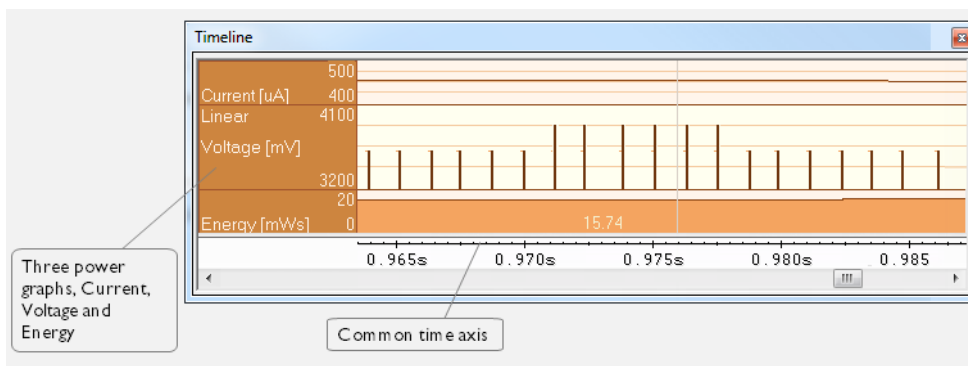 Timeline
500
Current [uA] 400
Linear 4100
Voltage [mV]
3200
20
Energy [mWs] 0 15.74
0.965s 0.970s 0.975s 0.980s 0.985
Three power
graphs, Current,
Voltage and
Energy
Common time axis